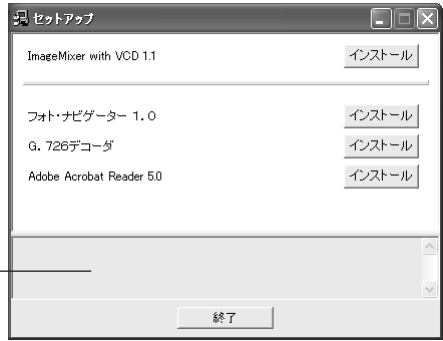 セットアップ
ImageMixer with VCD 1.1 インストール
フォト・ナビゲーター 1.0 インストール
G. 726デコーダ インストール
Adobe Acrobat Reader 5.0 インストール
終了